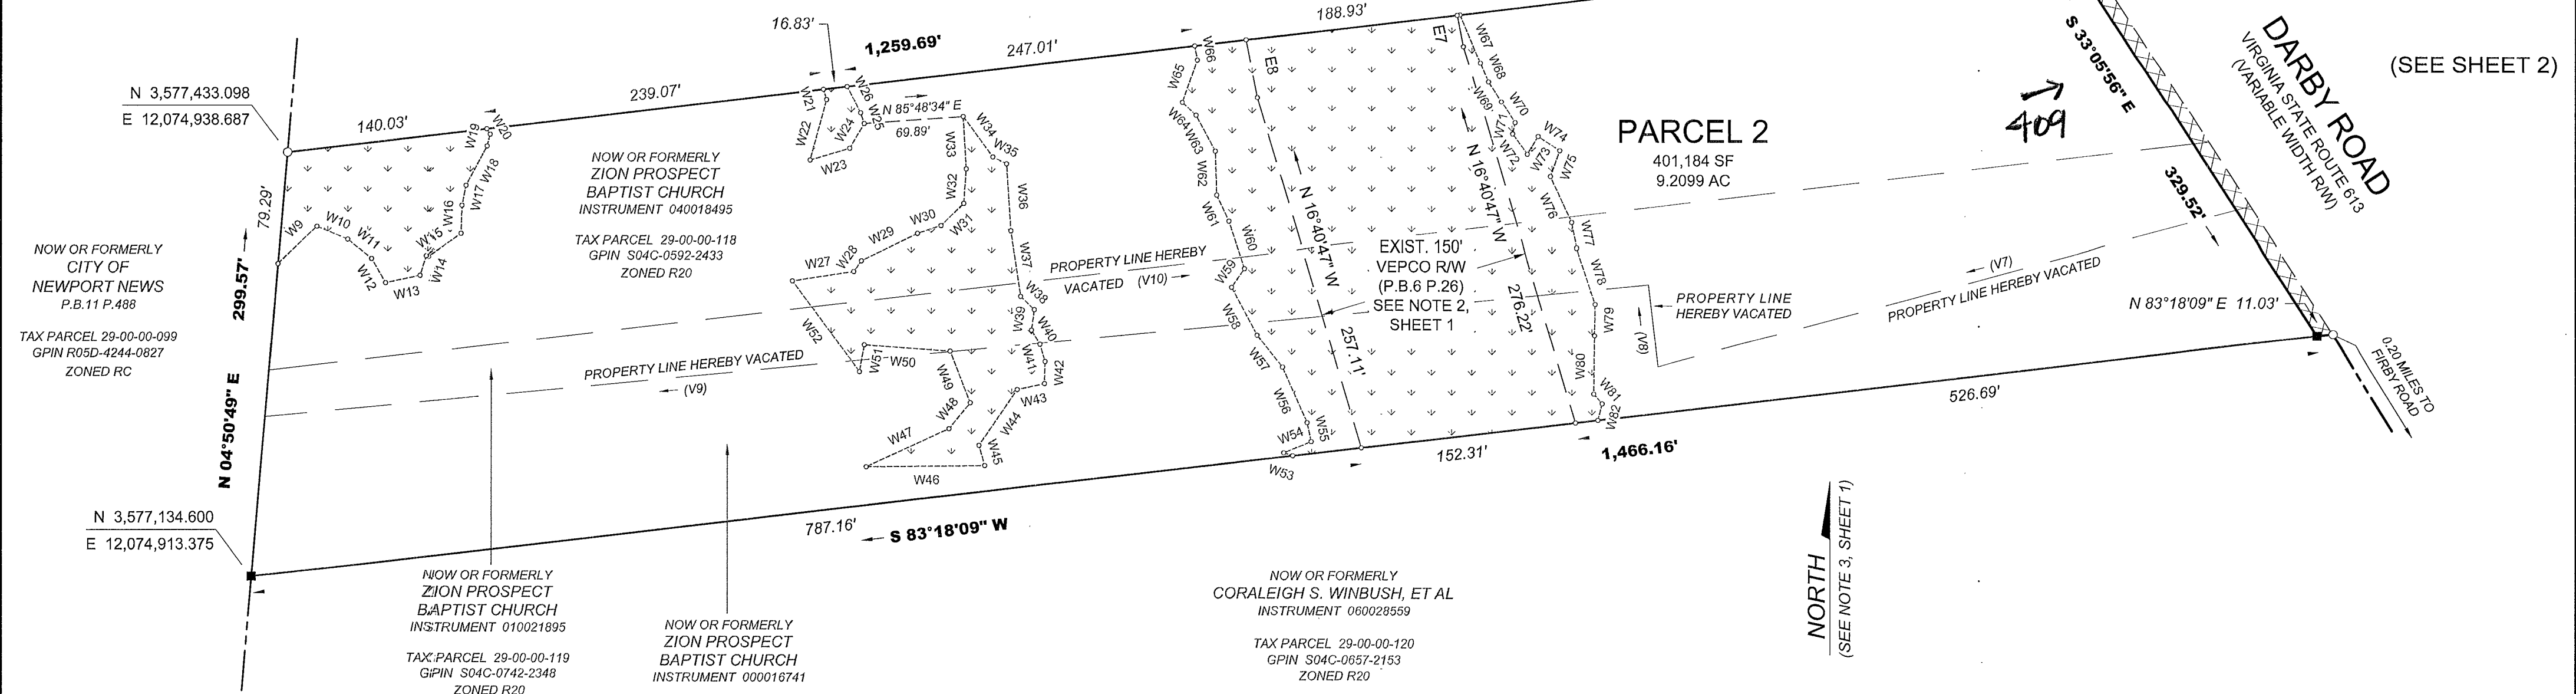 16.83'
1,259.69'
188.93'
247.01'
239.07'
140.03'
N 3,577,433.098
E 12,074,938.687
79.29'
299.57'
N 04°50'49" E
N 3,577,134.600
E 12,074,913.375
NOW OR FORMERLY
CITY OF
NEWPORT NEWS
P.B.11 P.488
TAX PARCEL 29-00-00-099
GPIN R05D-4244-0827
ZONED RC
NOW OR FORMERLY
ZION PROSPECT
BAPTIST CHURCH
INSTRUMENT 040018495
TAX PARCEL 29-00-00-118
GPIN S04C-0592-2433
ZONED R20
W9
W10
W11
W12
W13
W14
W15
W16
W17
W18
W19
W20
W21
W22
W23
W24
W25
W26
N 85°48'34" E
69.89'
W27
W28
W29
W30
W31
W32
W33
W34
W35
W36
W37
W38
W39
W40
W41
W42
W43
W44
W45
W46
W47
W48
W49
W50
W51
W52
PROPERTY LINE HEREBY
VACATED (V10)
PROPERTY LINE HEREBY VACATED
(V9)
W53
W54
W55
W56
W57
W58
W59
W60
W61
W62
W63
W64
W65
W66
E8
E7
N 16°40'47" W
257.11'
N 16°40'47" W
276.22'
EXIST. 150'
VEPCO R/W
(P.B.6 P.26)
SEE NOTE 2,
SHEET 1
W67
W68
W69
W70
W71
W72
W73
W74
W75
W76
W77
W78
W79
W80
W81
W82
PARCEL 2
401,184 SF
9.2099 AC
409
PROPERTY LINE
HEREBY VACATED
(V8)
(V7)
PROPERTY LINE HEREBY VACATED
S 33°05'56" E
329.52'
DARBY ROAD
VIRGINIA STATE ROUTE 613
(VARIABLE WIDTH R/W)
(SEE SHEET 2)
N 83°18'09" E 11.03'
0.20 MILES TO
FIRBY ROAD
526.69'
1,466.16'
152.31'
787.16'
S 83°18'09" W
NOW OR FORMERLY
ZION PROSPECT
BAPTIST CHURCH
INSTRUMENT 010021895
TAX PARCEL 29-00-00-119
GPIN S04C-0742-2348
ZONED R20
NOW OR FORMERLY
ZION PROSPECT
BAPTIST CHURCH
INSTRUMENT 000016741
NOW OR FORMERLY
CORALEIGH S. WINBUSH, ET AL
INSTRUMENT 060028559
TAX PARCEL 29-00-00-120
GPIN S04C-0657-2153
ZONED R20
NORTH
(SEE NOTE 3, SHEET 1)